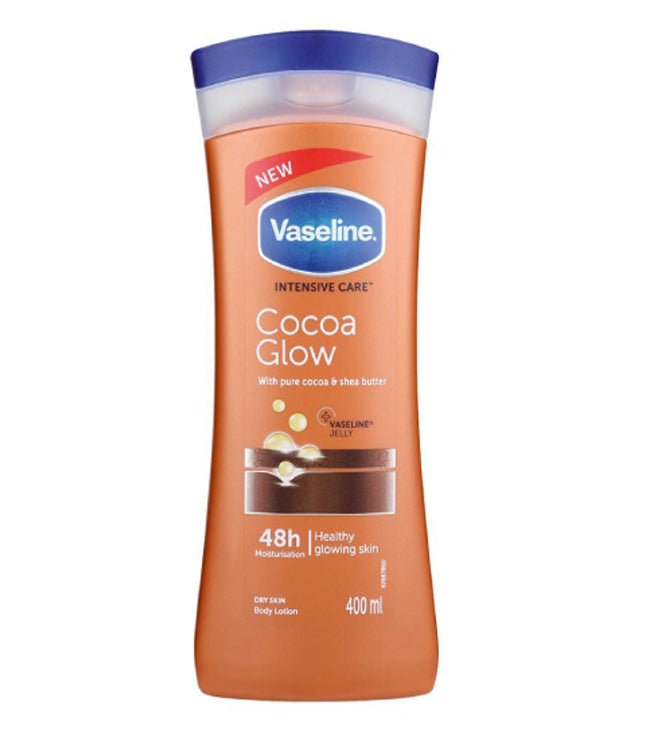 NEW
Vaseline.
INTENSIVE CARE™
Cocoa
Glow
With pure cocoa & shea butter
VASELINE®
JELLY
48h
Moisturisation
Healthy
glowing skin
DRY SKIN
Body Lotion
400 ml